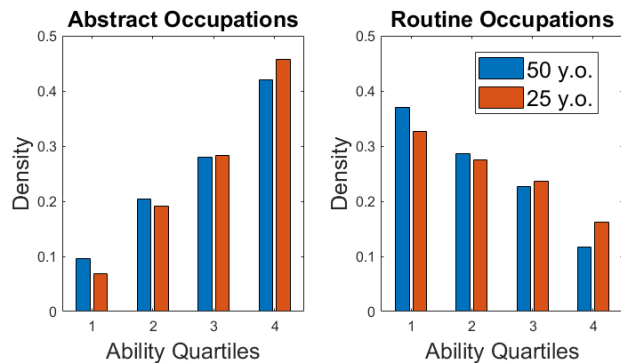 Abstract Occupations
0.5
0.4
0.3
0.2
0.1
0
Density
1 2 3 4
Ability Quartiles
Routine Occupations
50 y.o.
25 y.o.
0.5
0.4
0.3
0.2
0.1
0
Density
1 2 3 4
Ability Quartiles